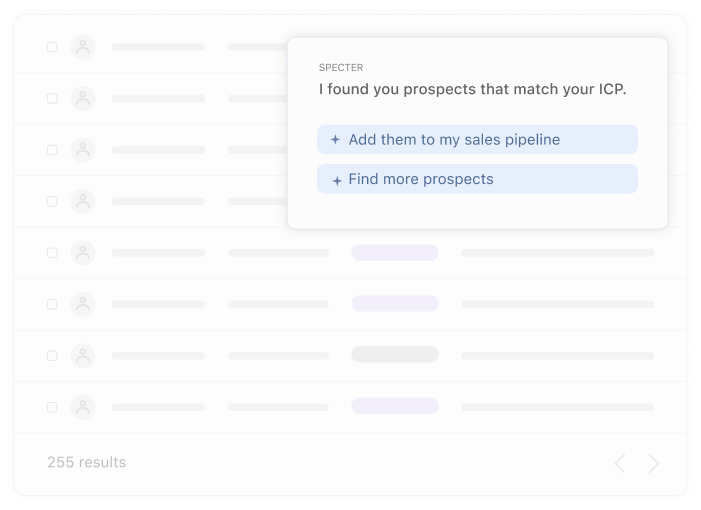 SPECTER
I found you prospects that match your ICP.
Add them to my sales pipeline
Find more prospects
255 results